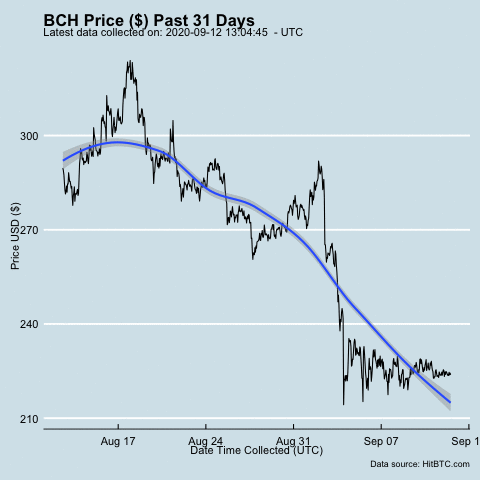 BCH Price ($) Past 31 Days
Latest data collected on: 2020-09-12 13:04:45 - UTC
300
270
240
210
Price USD ($)
Aug 17 Aug 24 Aug 31 Sep 07 Sep 1
Date Time Collected (UTC)
Data source: HitBTC.com